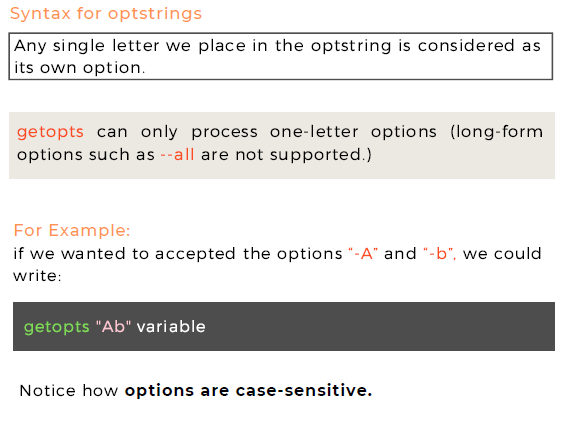 Syntax for optstrings
Any single letter we place in the optstring is considered as
its own option.
getopts can only process one-letter options (long-form
options such as --all are not supported.)
For Example:
if we wanted to accepted the options “-A” and “-b”, we could
write:
getopts "Ab" variable
Notice how options are case-sensitive.